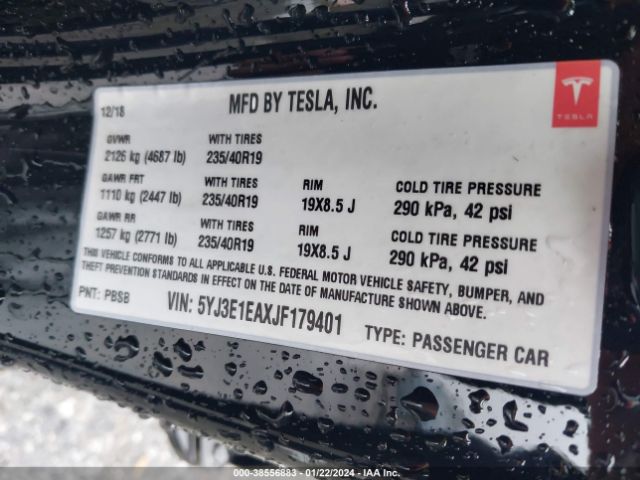 12/18
MFD BY TESLA, INC.
TESLA
GVWR
2126 kg (4687 lb)
WITH TIRES
235/40R19
GAWR FRT
1110 kg (2447 lb)
WITH TIRES
235/40R19
RIM
19X8.5 J
COLD TIRE PRESSURE
290 kPa, 42 psi
GAWR RR
1257 kg (2771 lb)
WITH TIRES
235/40R19
RIM
19X8.5 J
COLD TIRE PRESSURE
290 kPa, 42 psi
THIS VEHICLE CONFORMS TO ALL APPLICABLE U.S. FEDERAL MOTOR VEHICLE SAFETY, BUMPER, AND
THEFT PREVENTION STANDARDS IN EFFECT ON THE DATE OF MANUFACTURE SHOWN ABOVE.
PNT: PBSB
VIN: 5YJ3E1EAXJF179401
TYPE: PASSENGER CAR
000-38556883 - 01/22/2024 - IAA Inc.